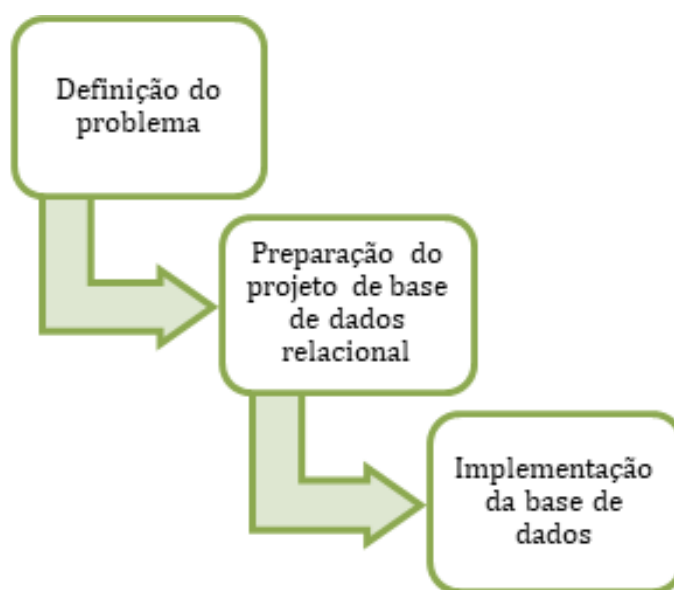 Definição do
problema
Preparação do
projeto de base
de dados
relacional
Implementação
da base de
dados